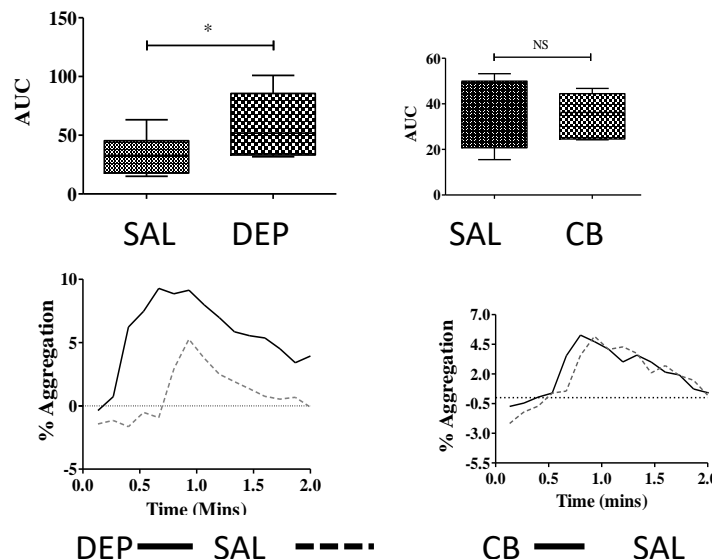 *
150
100
50
0
AUC
SAL DEP
NS
60
40
20
0
AUC
SAL CB
10
5
0
-5
% Aggregation
0.0 0.5 1.0 1.5 2.0
Time (Mins)
7.0
4.5
2.0
-0.5
-3.0
-5.5
% Aggregation
0.0 0.5 1.0 1.5 2.0
Time (mins)
DEP SAL CB SAL